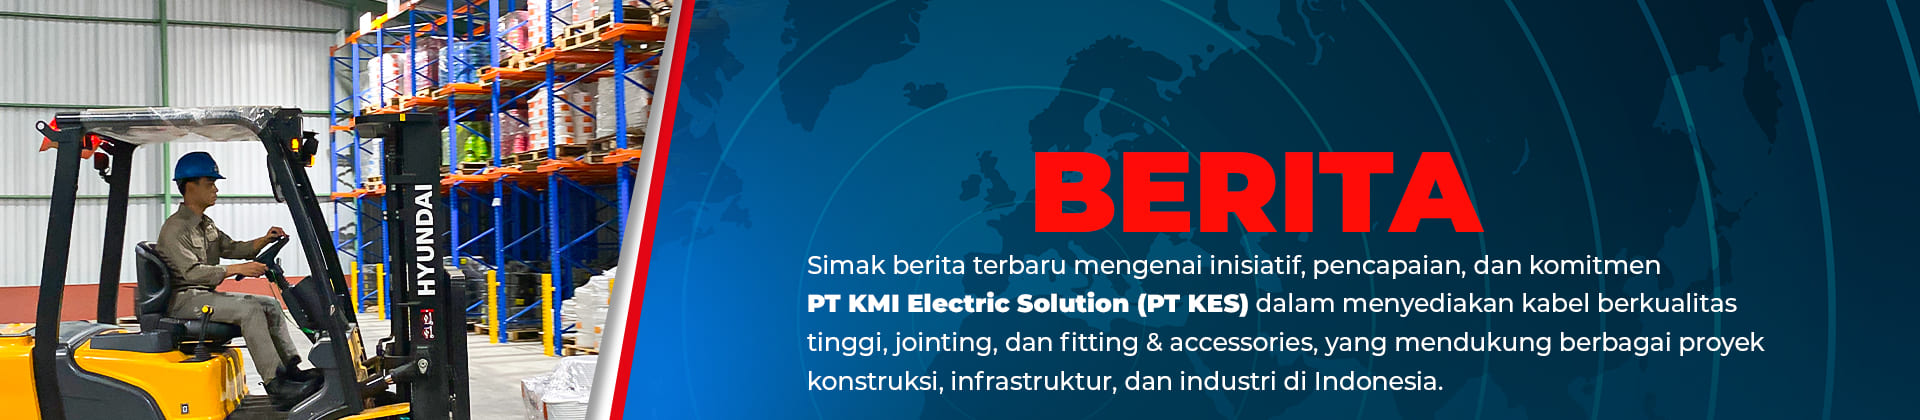 HYUNDAI
BERITA
Simak berita terbaru mengenai inisiatif, pencapaian, dan komitmen
PT KMI Electric Solution (PT KES) dalam menyediakan kabel berkualitas
tinggi, jointing, dan fitting & accessories, yang mendukung berbagai proyek
konstruksi, infrastruktur, dan industri di Indonesia.